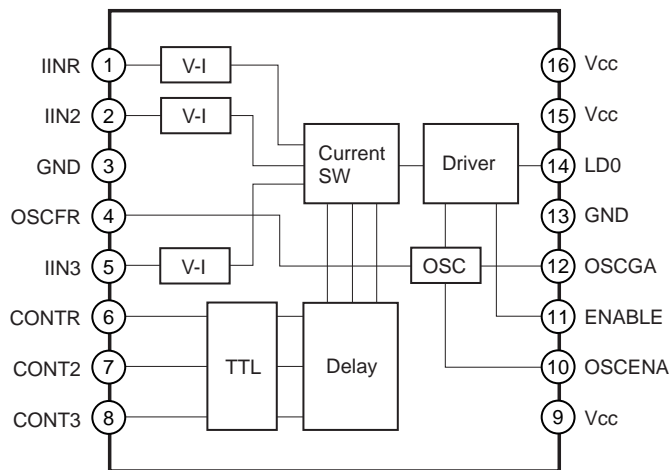 IINR 1 V-I 16 Vcc
IIN2 2 V-I 15 Vcc
GND 3 Current SW Driver 14 LD0
OSCFR 4 13 GND
IIN3 5 V-I OSC 12 OSCGA
CONTR 6 11 ENABLE
CONT2 7 TTL Delay 10 OSCENA
CONT3 8 9 Vcc